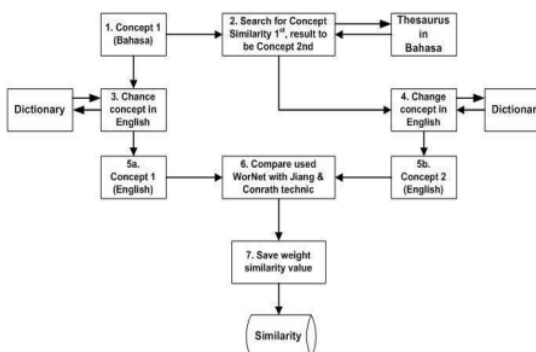 1. Concept 1
(Bahasa)
2. Search for Concept
Similarity 1st, result
to be Concept 2nd
Thesaurus
in
Bahasa
Dictionary
3. Chance
concept in
English
4. Change
concept in
English
Dictionar
5a.
Concept 1
(English)
6. Compare used
WorNet with Jiang &
Conrath technic
5b.
Concept 2
(English)
7. Save weight
similarity value
Similarity